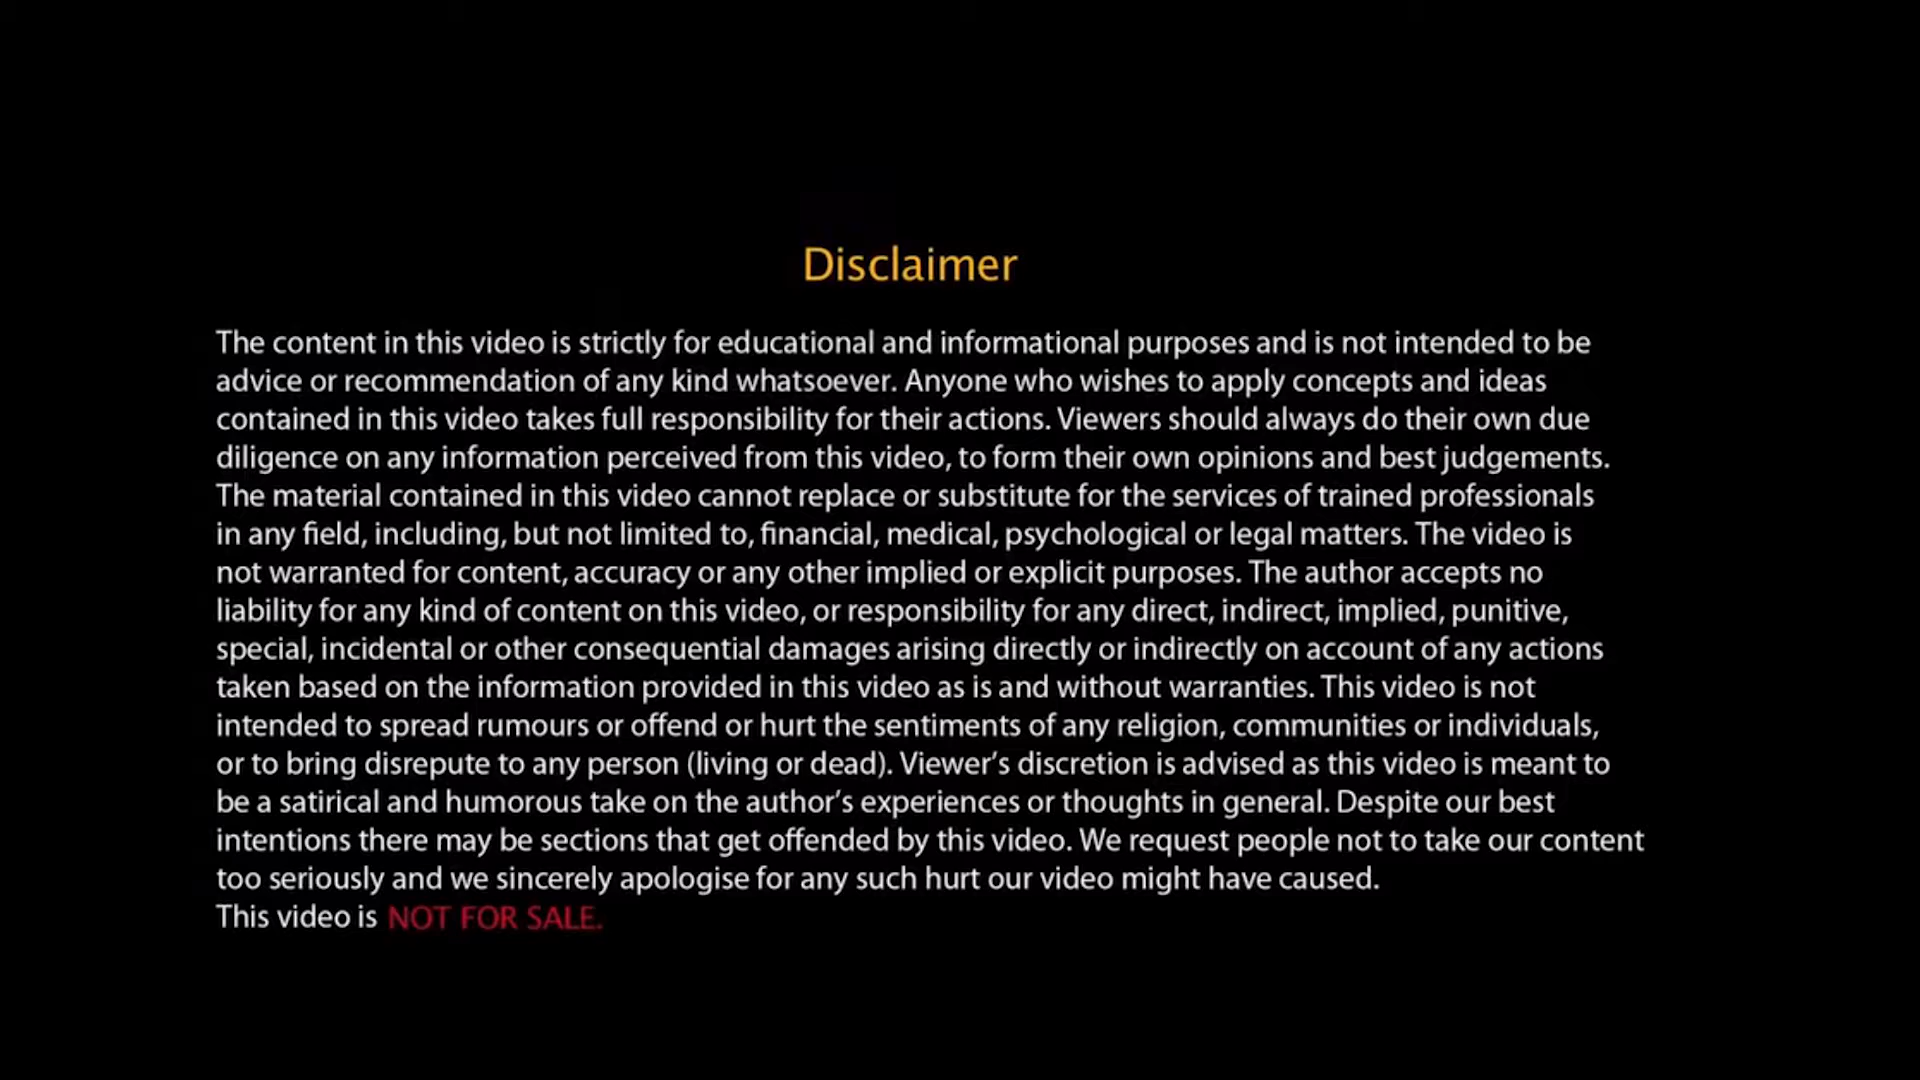 Disclaimer
The content in this video is strictly for educational and informational purposes and is not intended to be
advice or recommendation of any kind whatsoever. Anyone who wishes to apply concepts and ideas
contained in this video takes full responsibility for their actions. Viewers should always do their own due
diligence on any information perceived from this video, to form their own opinions and best judgements.
The material contained in this video cannot replace or substitute for the services of trained professionals
in any field, including, but not limited to, financial, medical, psychological or legal matters. The video is
not warranted for content, accuracy or any other implied or explicit purposes. The author accepts no
liability for any kind of content on this video, or responsibility for any direct, indirect, implied, punitive,
special, incidental or other consequential damages arising directly or indirectly on account of any actions
taken based on the information provided in this video as is and without warranties. This video is not
intended to spread rumours or offend or hurt the sentiments of any religion, communities or individuals,
or to bring disrepute to any person (living or dead). Viewer’s discretion is advised as this video is meant to
be a satirical and humorous take on the author’s experiences or thoughts in general. Despite our best
intentions there may be sections that get offended by this video. We request people not to take our content
too seriously and we sincerely apologise for any such hurt our video might have caused.
This video is NOT FOR SALE.